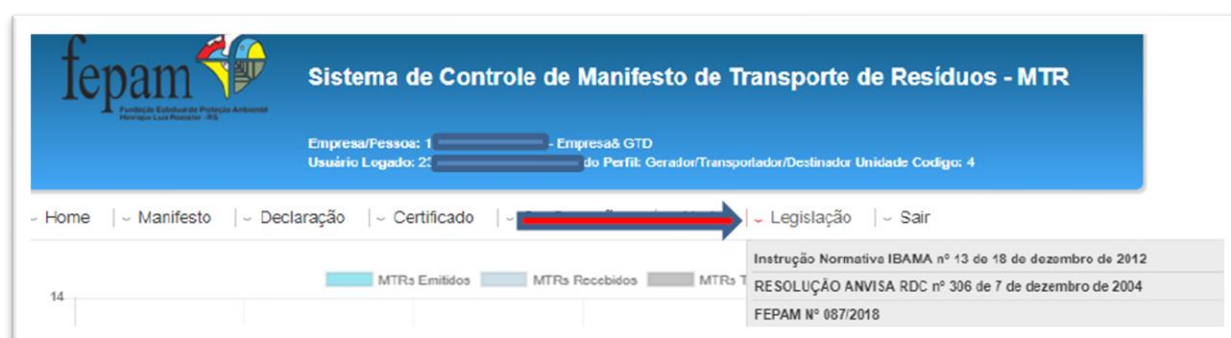 fepam
Fundação Estadual de Proteção Ambiental
Henrique Luis Roessler -RS
Sistema de Controle de Manifesto de Transporte de Resíduos - MTR
Empresa/Pessoa: 1 - Empresa& GTD
Usuário Logado: 23 do Perfil: Gerador/Transportador/Destinador Unidade Codigo: 4
Home Manifesto Declaração Certificado Legislação Sair
Instrução Normativa IBAMA nº 13 de 18 de dezembro de 2012
RESOLUÇÃO ANVISA RDC nº 306 de 7 de dezembro de 2004
FEPAM Nº 087/2018
MTRs Emitidos MTRs Recebidos MTRs T
14